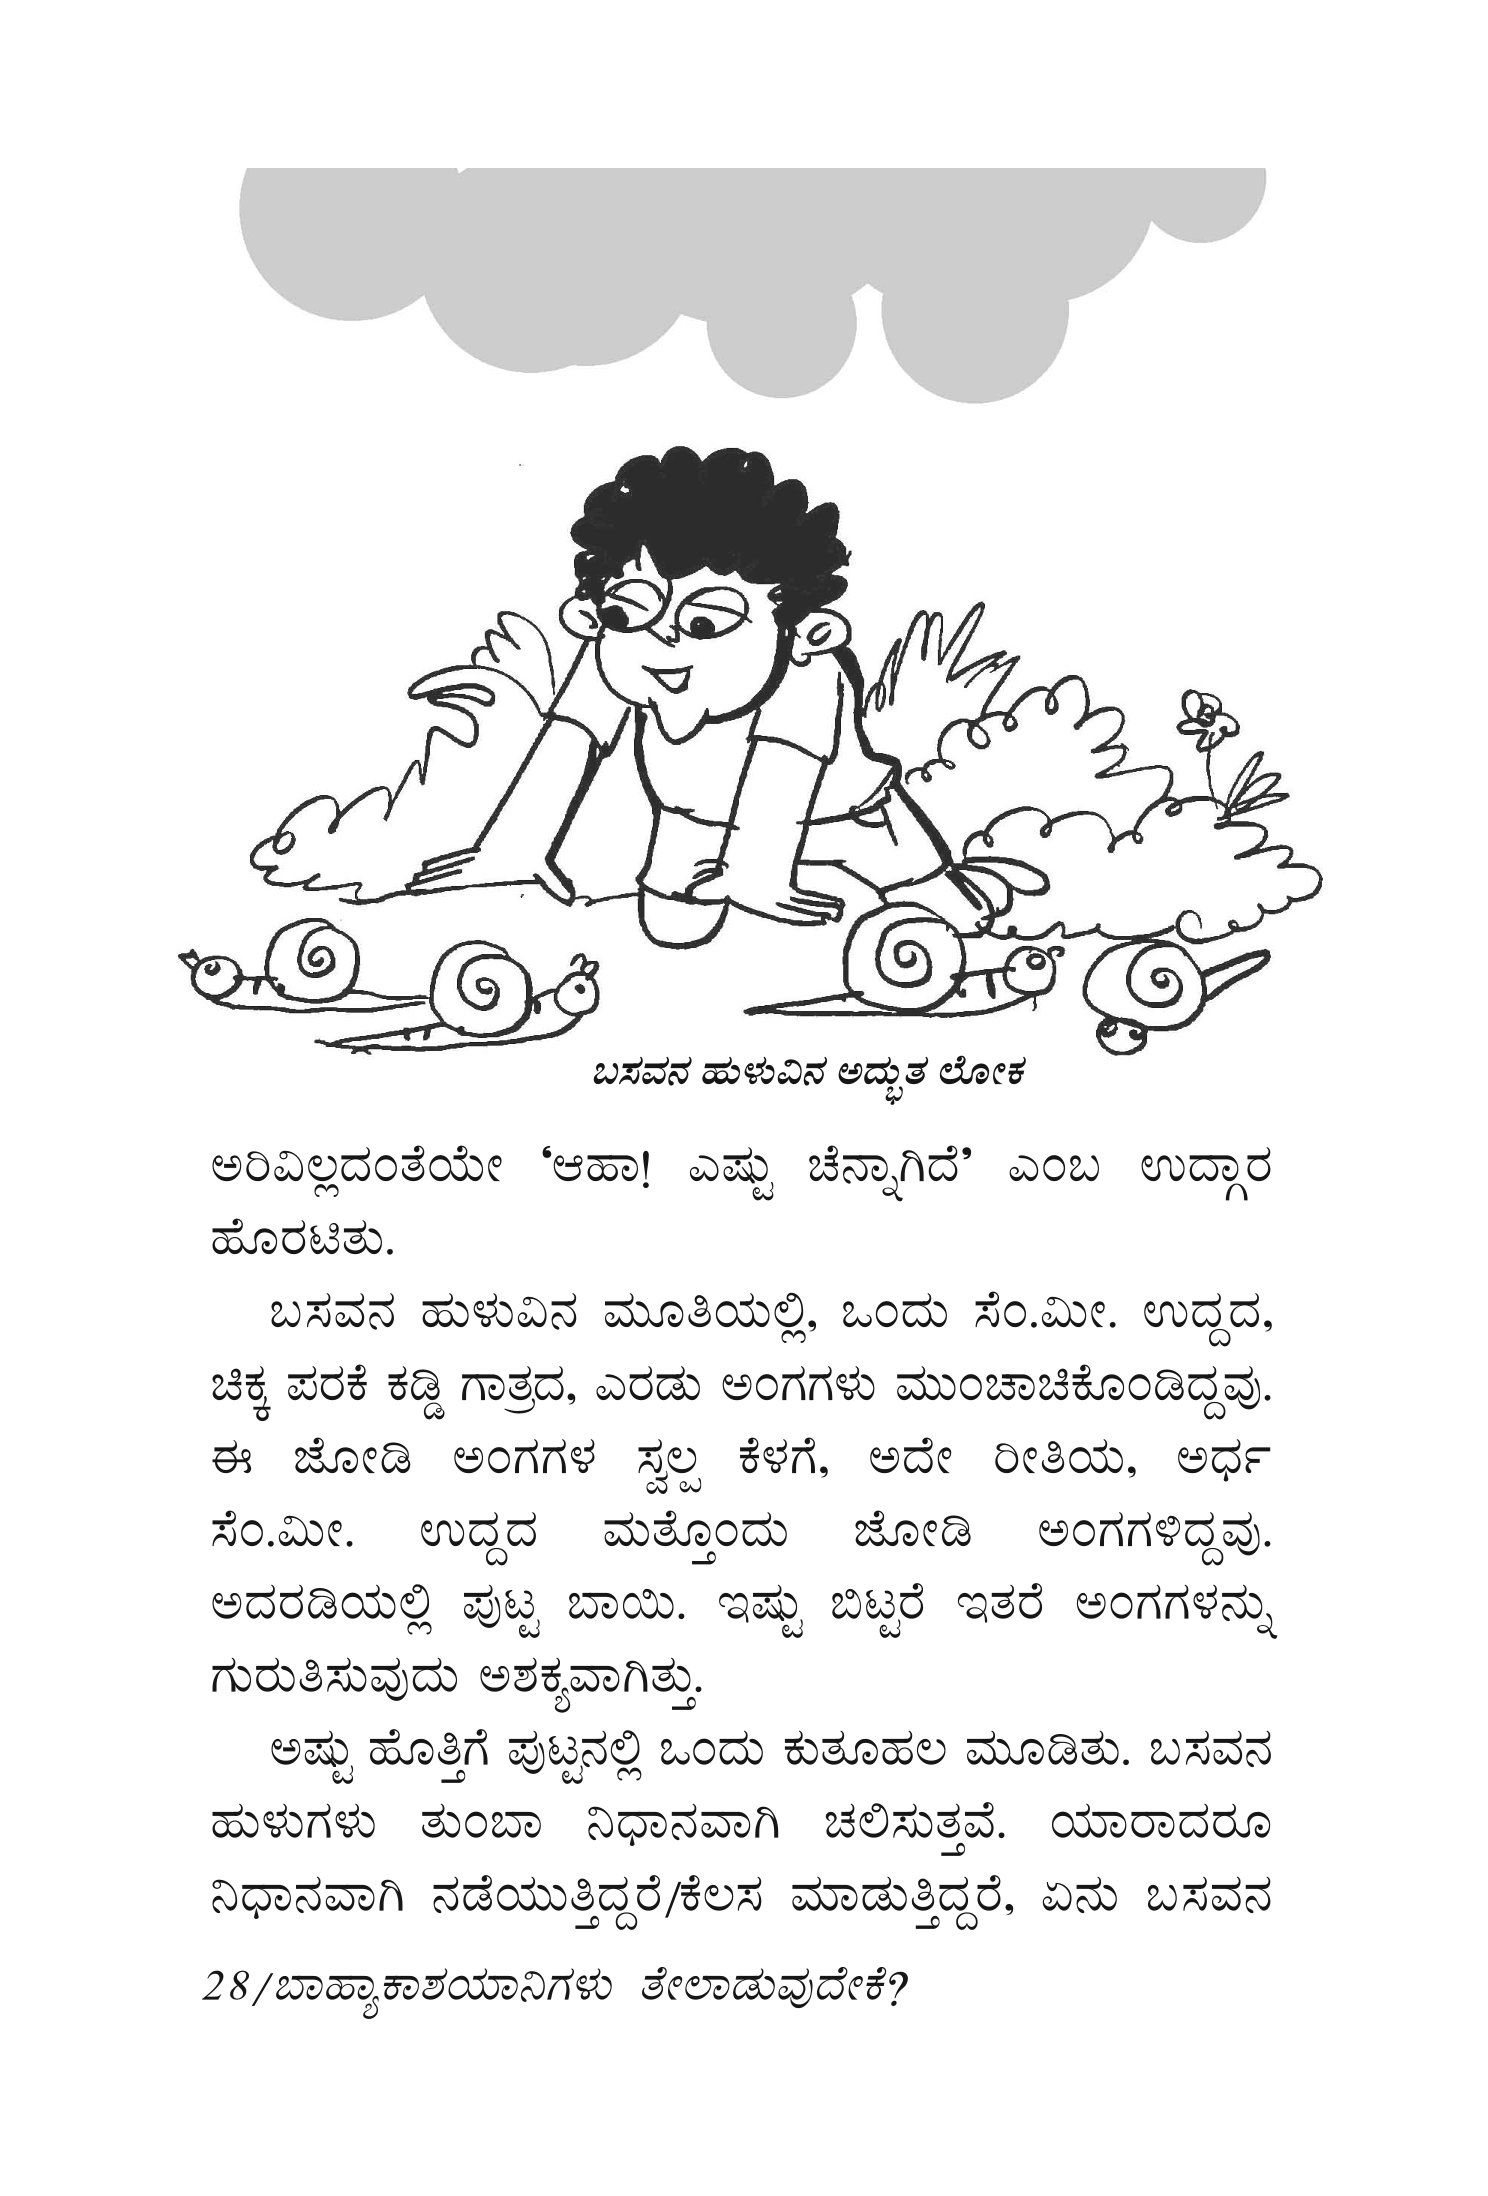 ಬಸವನ ಹುಳುವಿನ ಅದ್ಭುತ ಲೋಕ
ಅರಿವಿಲ್ಲದಂತೆಯೇ ‘ಆಹಾ! ಎಷ್ಟು ಚೆನ್ನಾಗಿದೆ’ ಎಂಬ ಉದ್ಗಾರ
ಹೊರಟಿತು.
ಬಸವನ ಹುಳುವಿನ ಮೂತಿಯಲ್ಲಿ, ಒಂದು ಸೆಂ.ಮೀ. ಉದ್ದದ,
ಚಿಕ್ಕ ಪರಕೆ ಕಡ್ಡಿ ಗಾತ್ರದ, ಎರಡು ಅಂಗಗಳು ಮುಂಚಾಚಿಕೊಂಡಿದ್ದವು.
ಈ ಜೋಡಿ ಅಂಗಗಳ ಸ್ವಲ್ಪ ಕೆಳಗೆ, ಅದೇ ರೀತಿಯ, ಅರ್ಧ
ಸೆಂ.ಮೀ. ಉದ್ದದ ಮತ್ತೊಂದು ಜೋಡಿ ಅಂಗಗಳಿದ್ದವು.
ಅದರಡಿಯಲ್ಲಿ ಪುಟ್ಟ ಬಾಯಿ. ಇಷ್ಟು ಬಿಟ್ಟರೆ ಇತರೆ ಅಂಗಗಳನ್ನು
ಗುರುತಿಸುವುದು ಅಶಕ್ಯವಾಗಿತ್ತು.
ಅಷ್ಟು ಹೊತ್ತಿಗೆ ಪುಟ್ಟನಲ್ಲಿ ಒಂದು ಕುತೂಹಲ ಮೂಡಿತು. ಬಸವನ
ಹುಳುಗಳು ತುಂಬಾ ನಿಧಾನವಾಗಿ ಚಲಿಸುತ್ತವೆ. ಯಾರಾದರೂ
ನಿಧಾನವಾಗಿ ನಡೆಯುತ್ತಿದ್ದರೆ/ಕೆಲಸ ಮಾಡುತ್ತಿದ್ದರೆ, ಏನು ಬಸವನ
28/ಬಾಹ್ಯಾಕಾಶಯಾನಿಗಳು ತೇಲಾಡುವುದೇಕೆ?